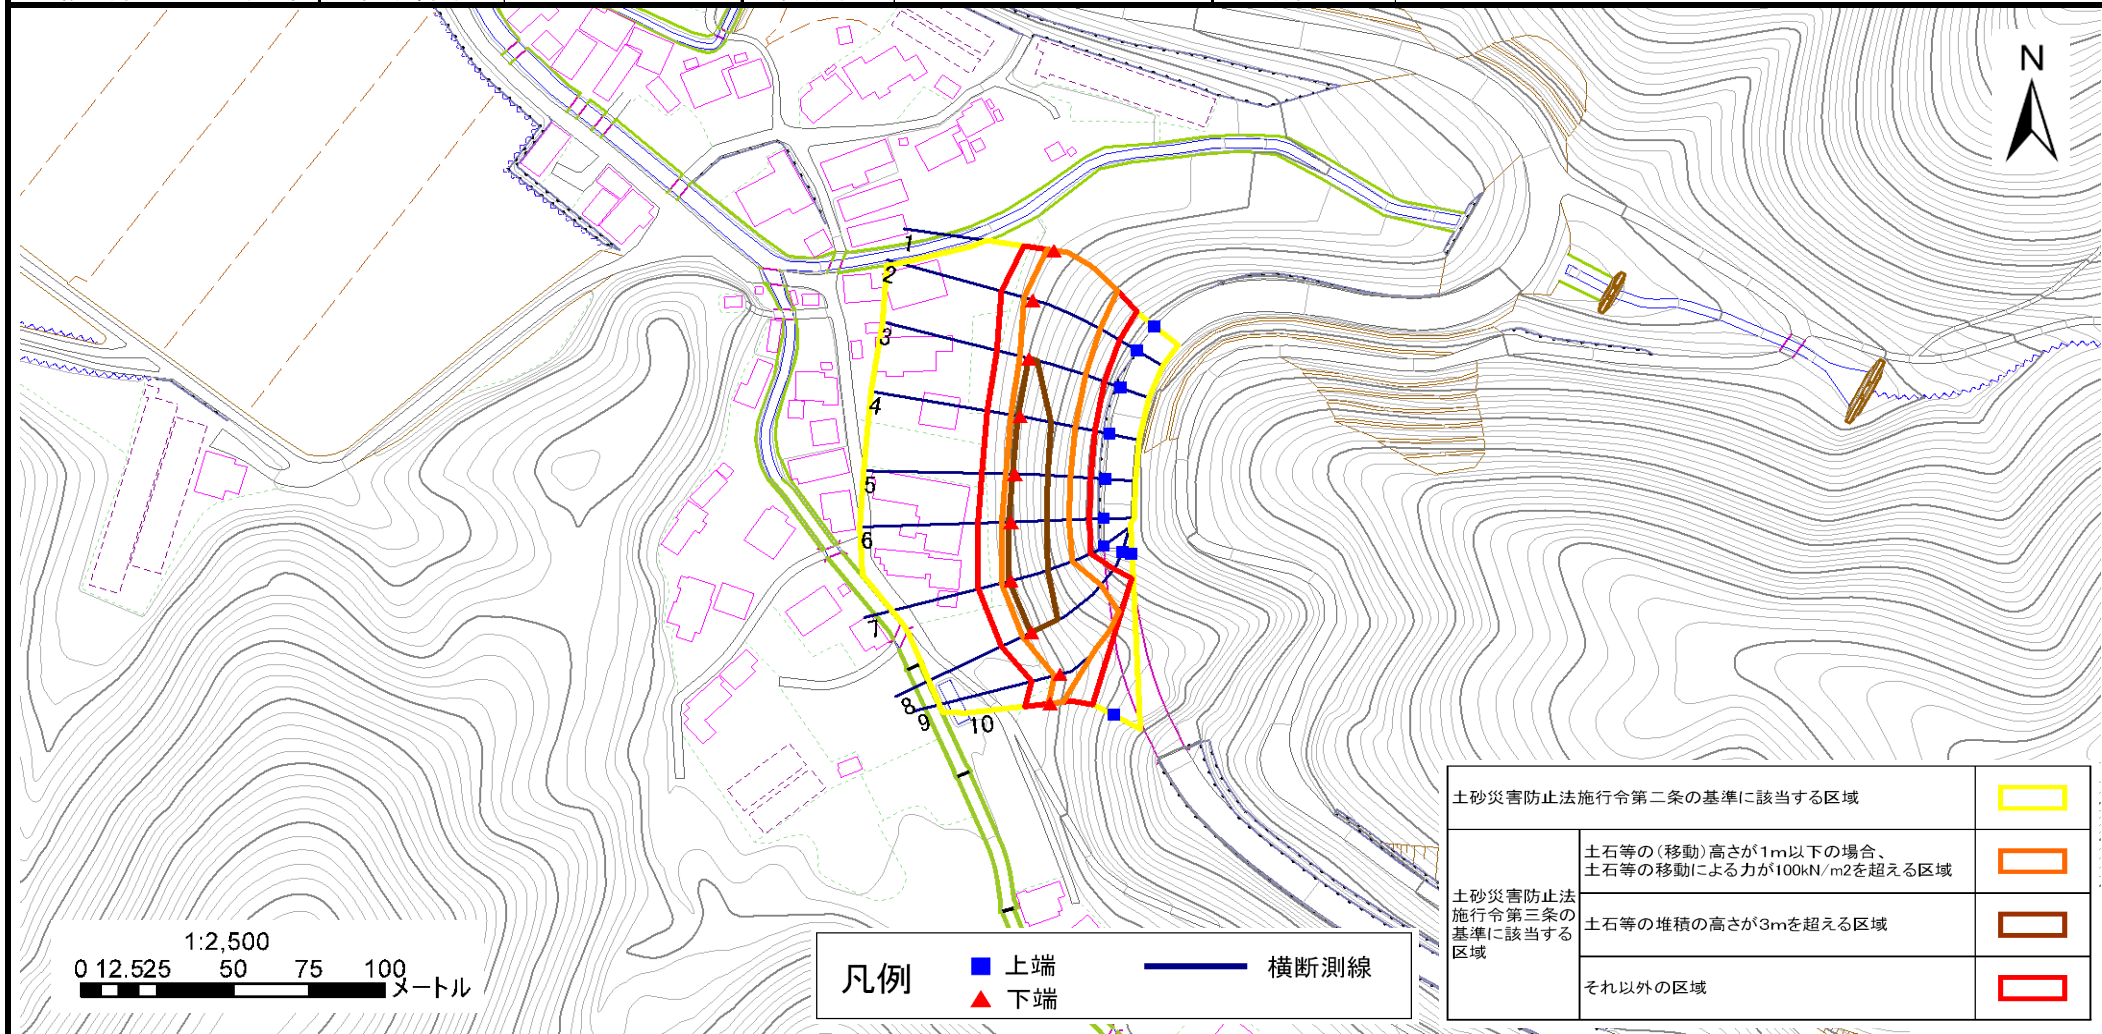 N
1
2
3
4
5
6
7
8
9
10
1:2,500
0 12.525 50 75 100
メートル
凡例
上端
下端
横断測線
土砂災害防止法施行令第二条の基準に該当する区域
土砂災害防止法
施行令第三条の
基準に該当する
区域
土石等の(移動)高さが1m以下の場合、
土石等の移動による力が100kN/m2を超える区域
土石等の堆積の高さが3mを超える区域
それ以外の区域